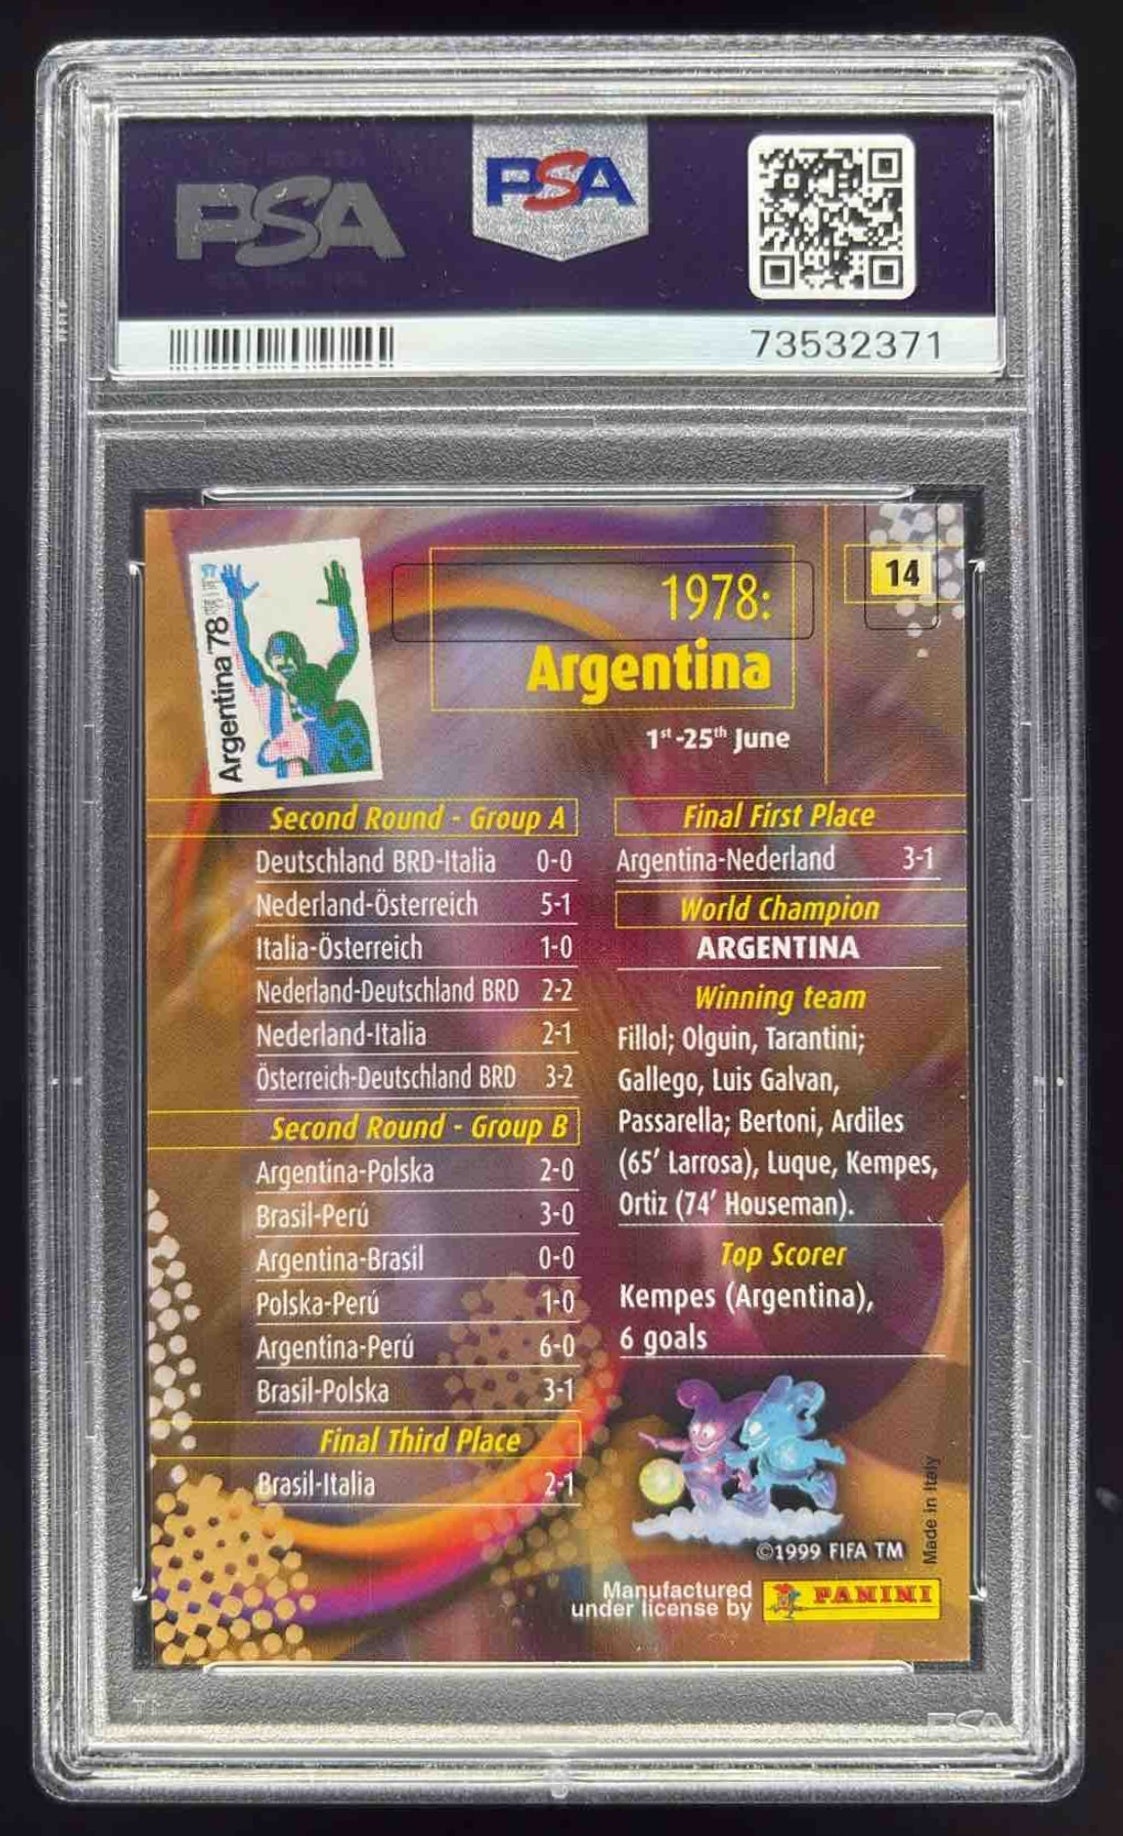 PSA
PSA
73532371
14
Argentina'78
1978:
Argentina
1st-25th June
Second Round - Group A
Deutschland BRD-Italia 0-0
Nederland-Österreich 5-1
Italia-Österreich 1-0
Nederland-Deutschland BRD 2-2
Nederland-Italia 2-1
Österreich-Deutschland BRD 3-2
Second Round - Group B
Argentina-Polska 2-0
Brasil-Perú 3-0
Argentina-Brasil 0-0
Polska-Perú 1-0
Argentina-Perú 6-0
Brasil-Polska 3-1
Final Third Place
Brasil-Italia 2-1
Final First Place
Argentina-Nederland 3-1
World Champion
ARGENTINA
Winning team
Fillol; Olguin, Tarantini;
Gallego, Luis Galvan,
Passarella; Bertoni, Ardiles
(65' Larrosa), Luque, Kempes,
Ortiz (74' Houseman).
Top Scorer
Kempes (Argentina),
6 goals
©1999 FIFA TM
Made in Italy
Manufactured
under license by
PANINI
PSA